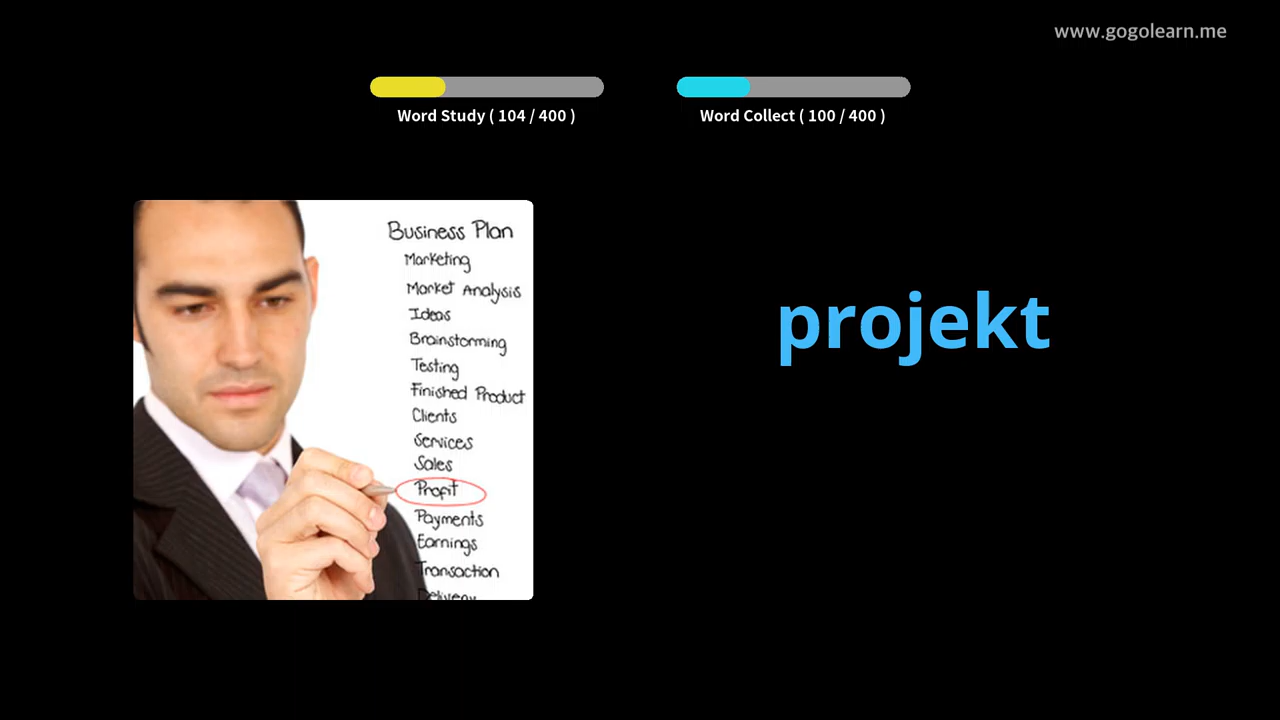 www.gogolearn.me
Word Study ( 104 / 400 )
Word Collect ( 100 / 400 )
Business Plan
Marketing
Market Analysis
Ideas
Brainstorming
Testing
Finished Product
Clients
Services
Sales
Profit
Payments
Earnings
Transaction
Delivery
projekt